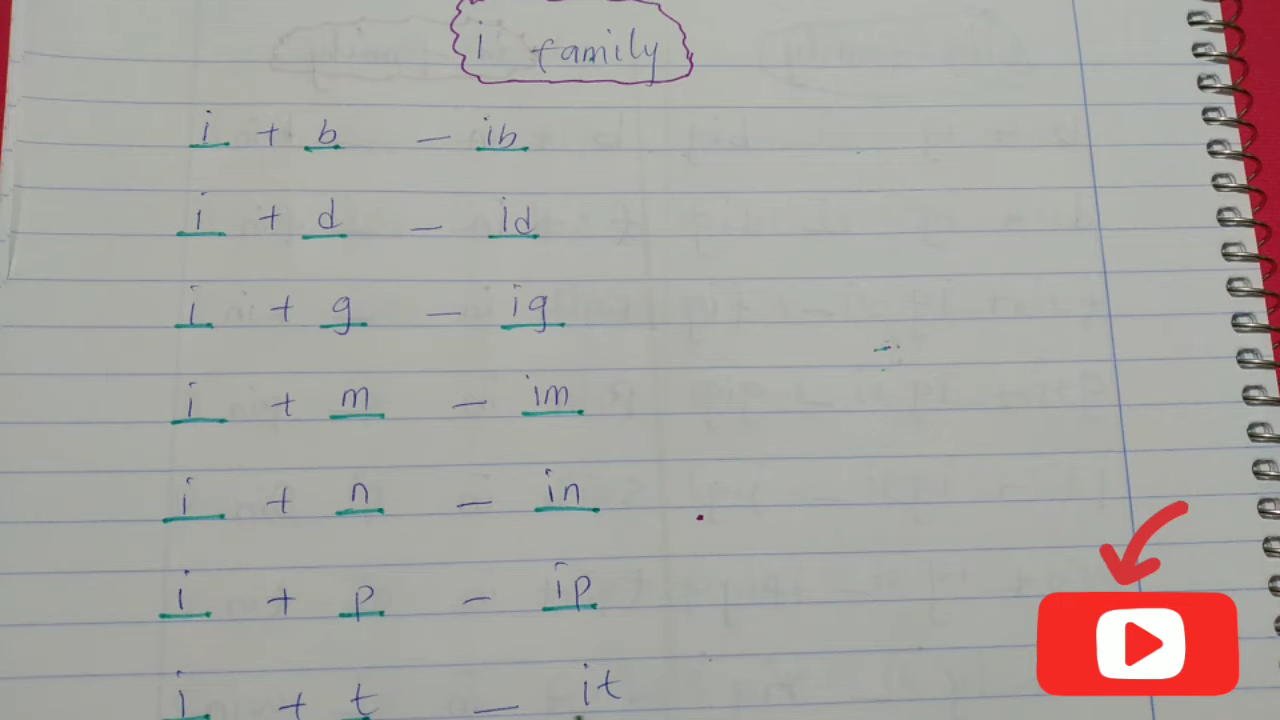 i family
i + b – ib
i + d – id
i + g – ig
i + m – im
i + n – in
i + p – ip
i + t – it